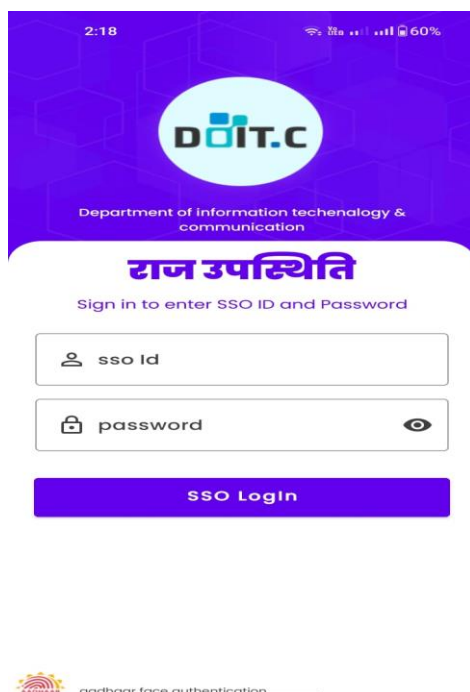 2:18
60%
DOIT.C
Department of information techenalogy &
communication
राज उपस्थिति
Sign in to enter SSO ID and Password
sso Id
password
SSO LogIn
aadhaar face authentication